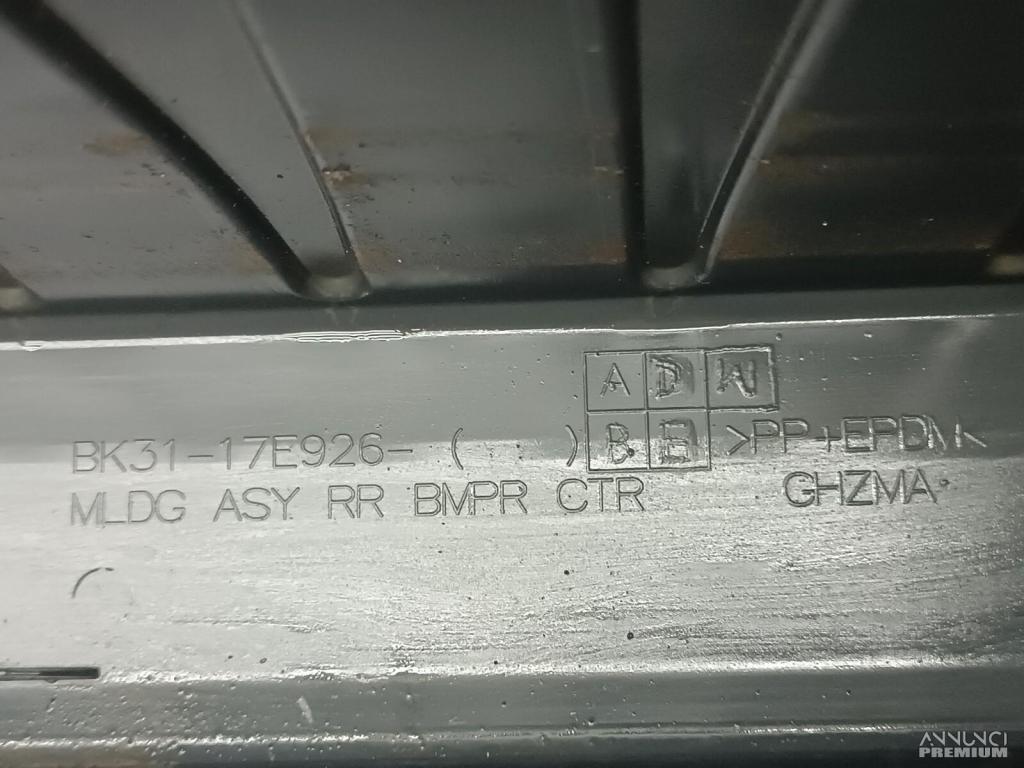 A D W
BK31-17E926- ( ) B E >PP+EPDM<
MLDG ASY RR BMPR CTR GHZMA
ANNUNCI
PREMIUM